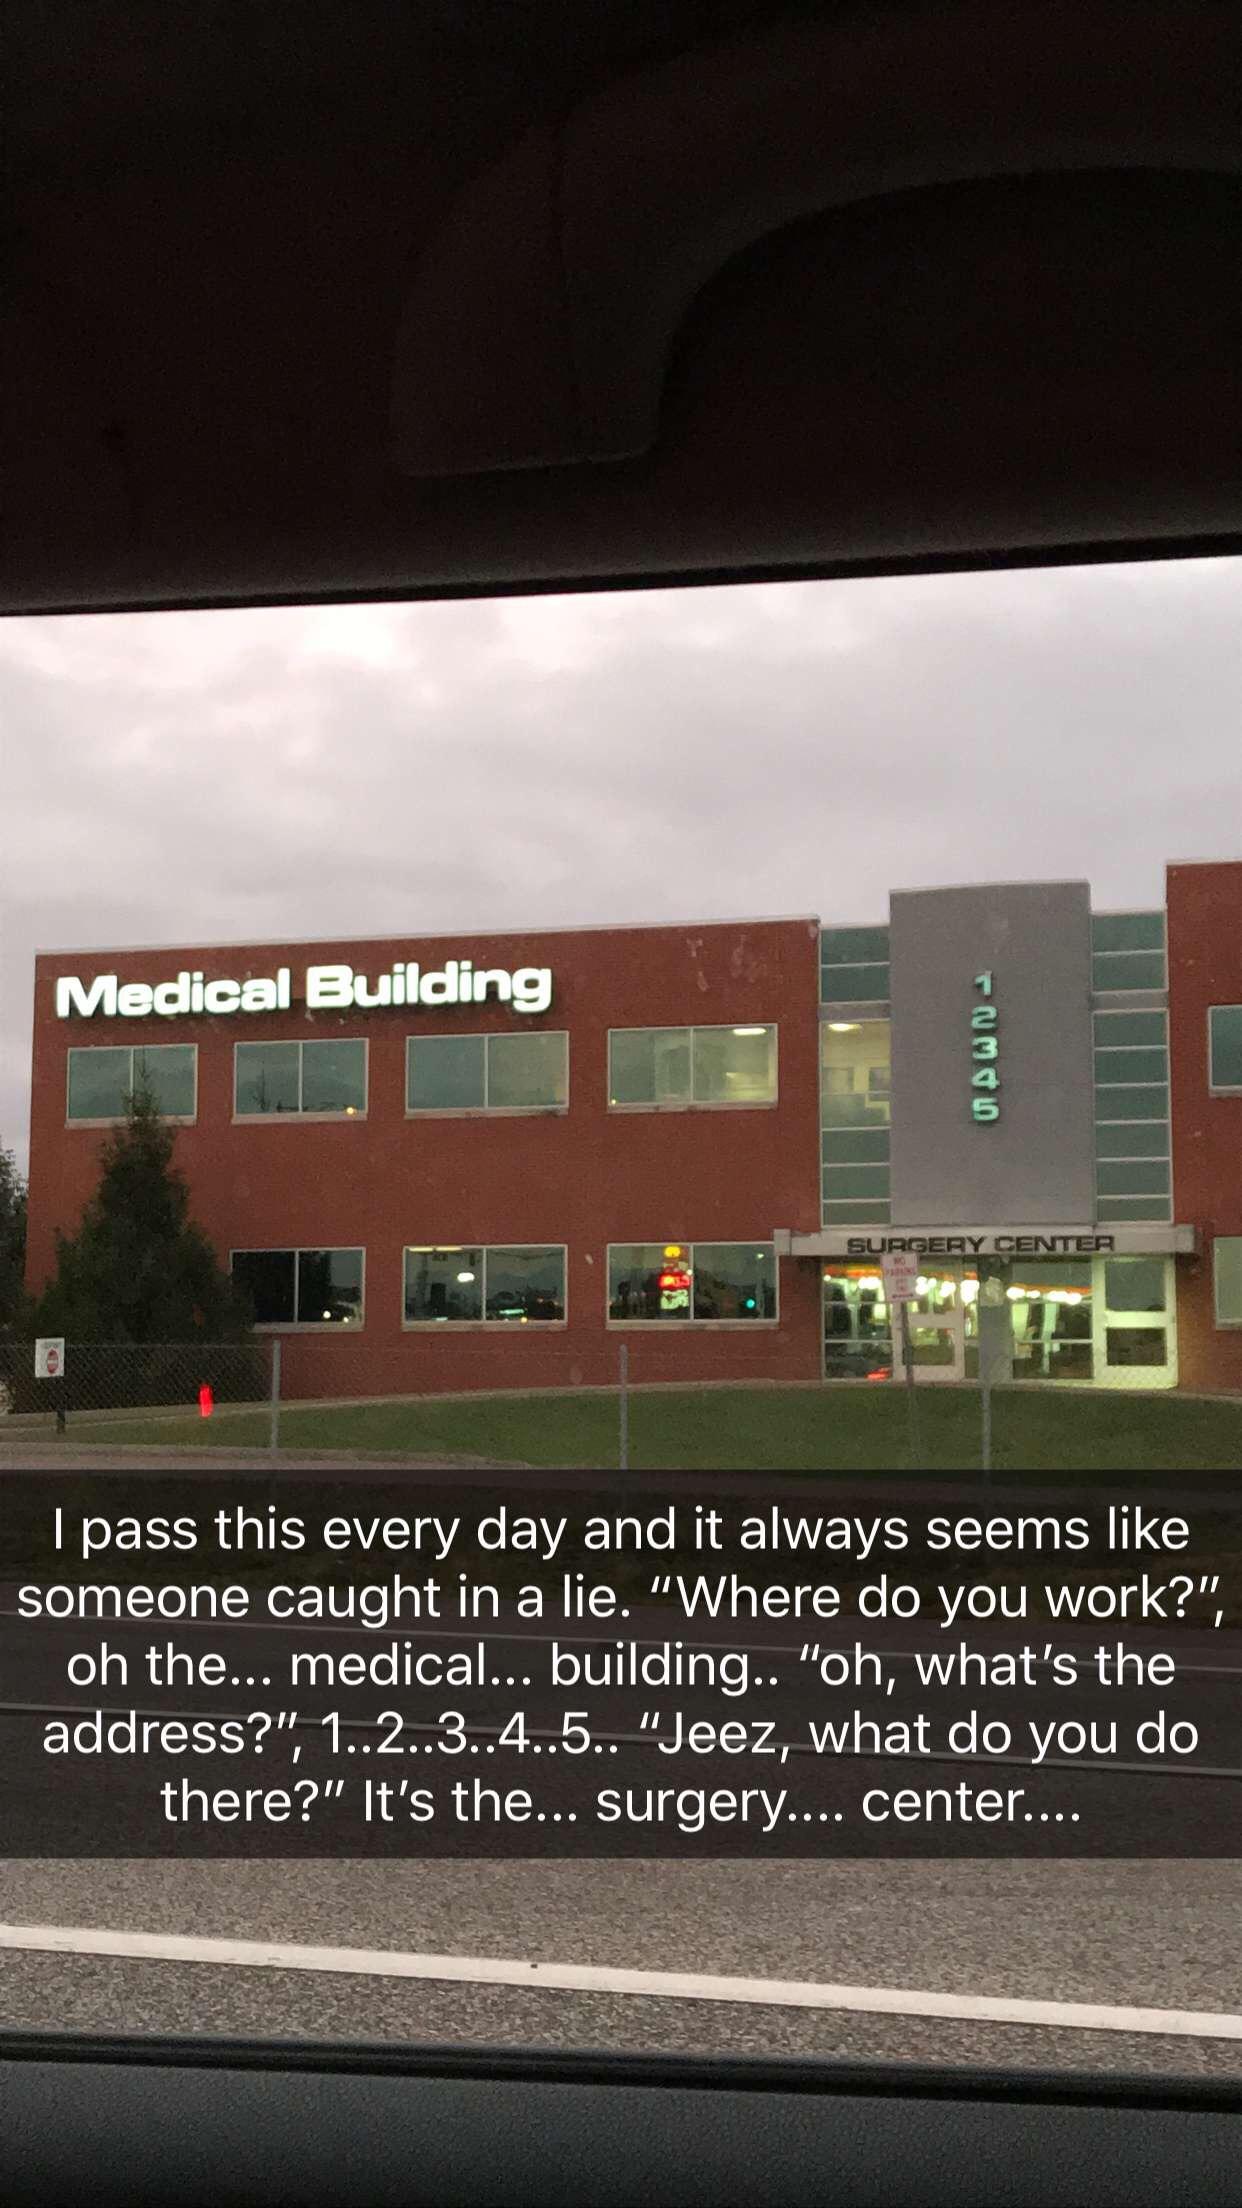 Medical Building
1
2
3
4
5
SURGERY CENTER
NO
PARKING
I pass this every day and it always seems like
someone caught in a lie. “Where do you work?”,
oh the... medical... building.. “oh, what’s the
address?”, 1..2..3..4..5.. “Jeez, what do you do
there?” It’s the... surgery.... center....